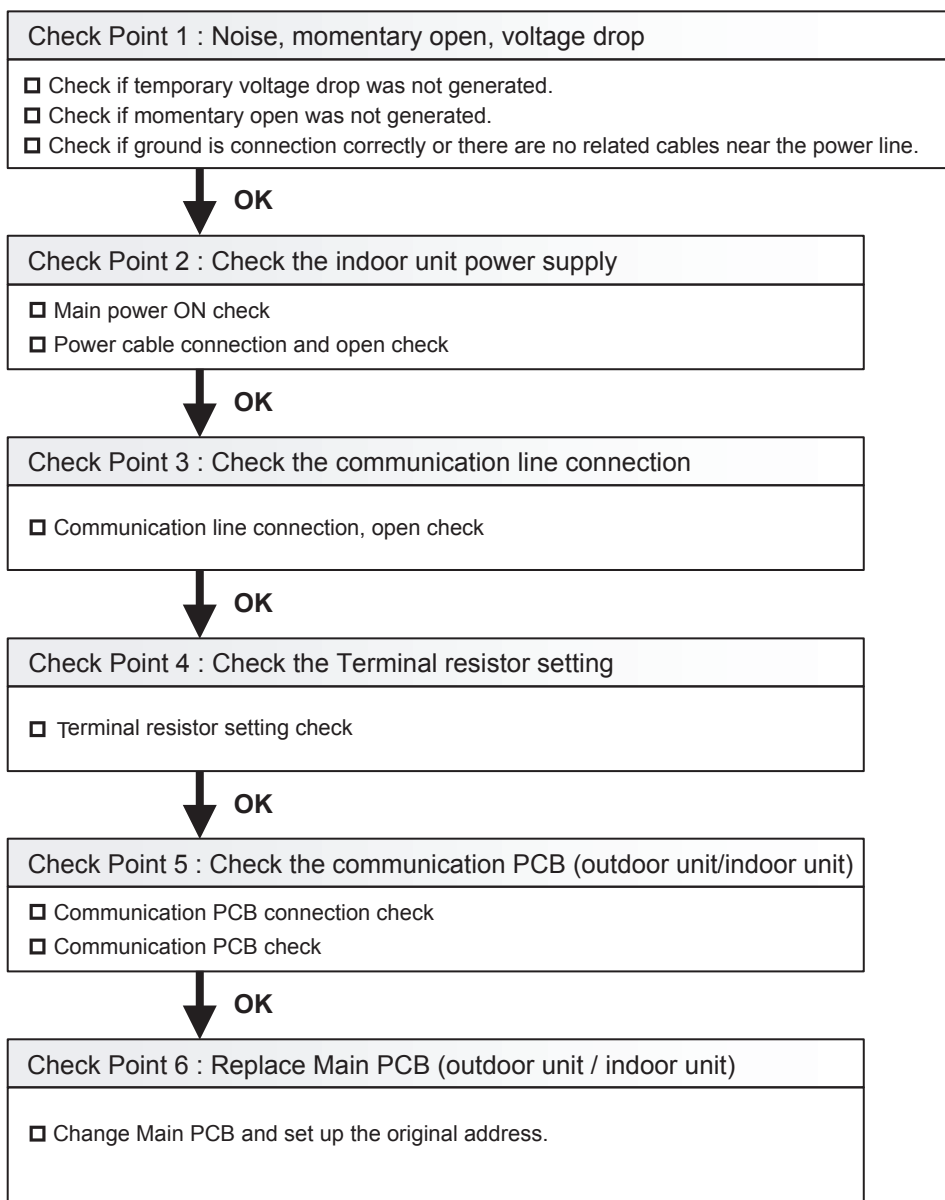 Check Point 1 : Noise, momentary open, voltage drop
Check if temporary voltage drop was not generated.
Check if momentary open was not generated.
Check if ground is connection correctly or there are no related cables near the power line.
OK
Check Point 2 : Check the indoor unit power supply
Main power ON check
Power cable connection and open check
OK
Check Point 3 : Check the communication line connection
Communication line connection, open check
OK
Check Point 4 : Check the Terminal resistor setting
Terminal resistor setting check
OK
Check Point 5 : Check the communication PCB (outdoor unit/indoor unit)
Communication PCB connection check
Communication PCB check
OK
Check Point 6 : Replace Main PCB (outdoor unit / indoor unit)
Change Main PCB and set up the original address.